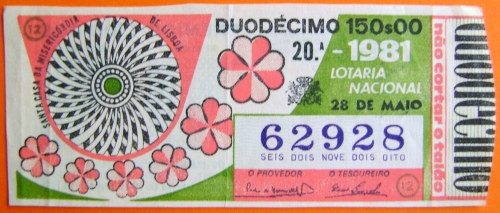 12
SANTA CASA DA MISERICÓRDIA DE LISBOA
DUODÉCIMO 150$00
20.ª - 1981
LOTARIA
NACIONAL
28 DE MAIO
62928
SEIS DOIS NOVE DOIS OITO
O PROVEDOR O TESOUREIRO
12
não cortar o talão
duodécimo